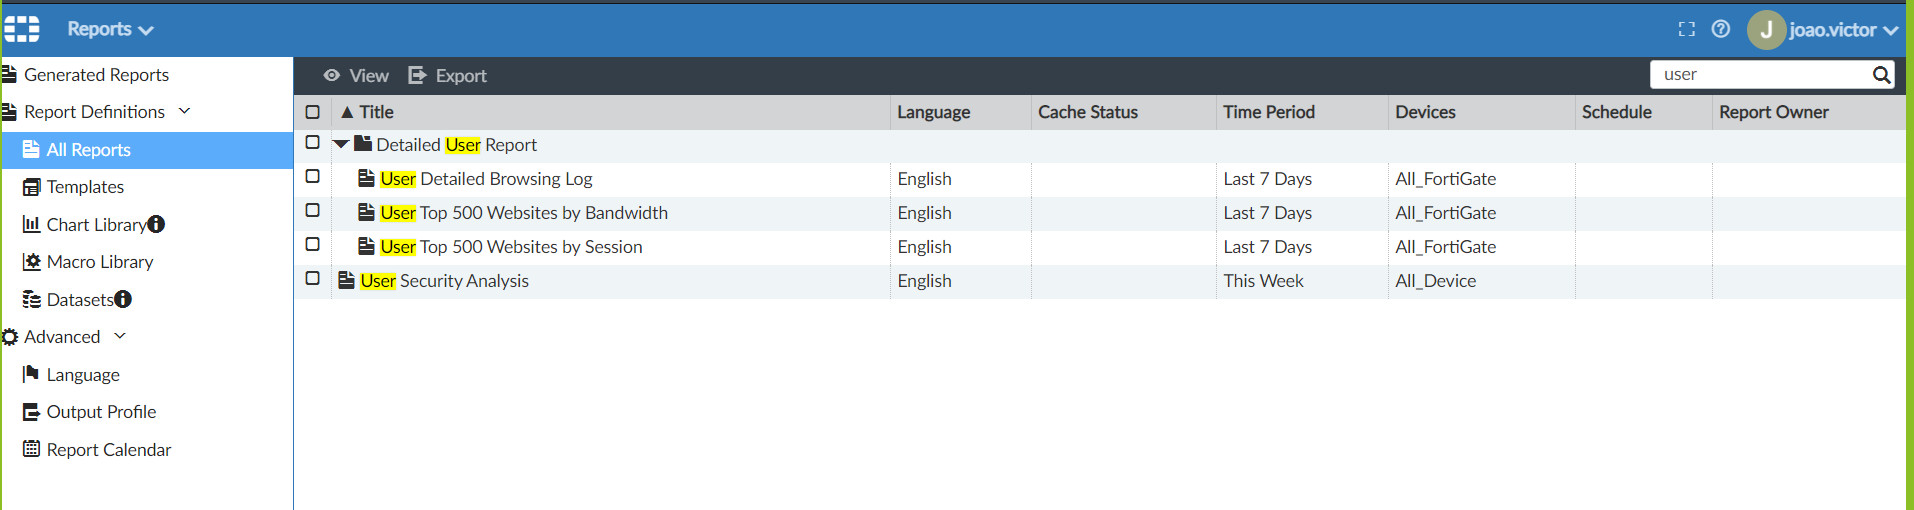 Reports
J joao.victor
Generated Reports
Report Definitions
All Reports
Templates
Chart Library
Macro Library
Datasets
Advanced
Language
Output Profile
Report Calendar
View Export user
Title Language Cache Status Time Period Devices Schedule Report Owner
Detailed User Report
User Detailed Browsing Log English Last 7 Days All_FortiGate
User Top 500 Websites by Bandwidth English Last 7 Days All_FortiGate
User Top 500 Websites by Session English Last 7 Days All_FortiGate
User Security Analysis English This Week All_Device